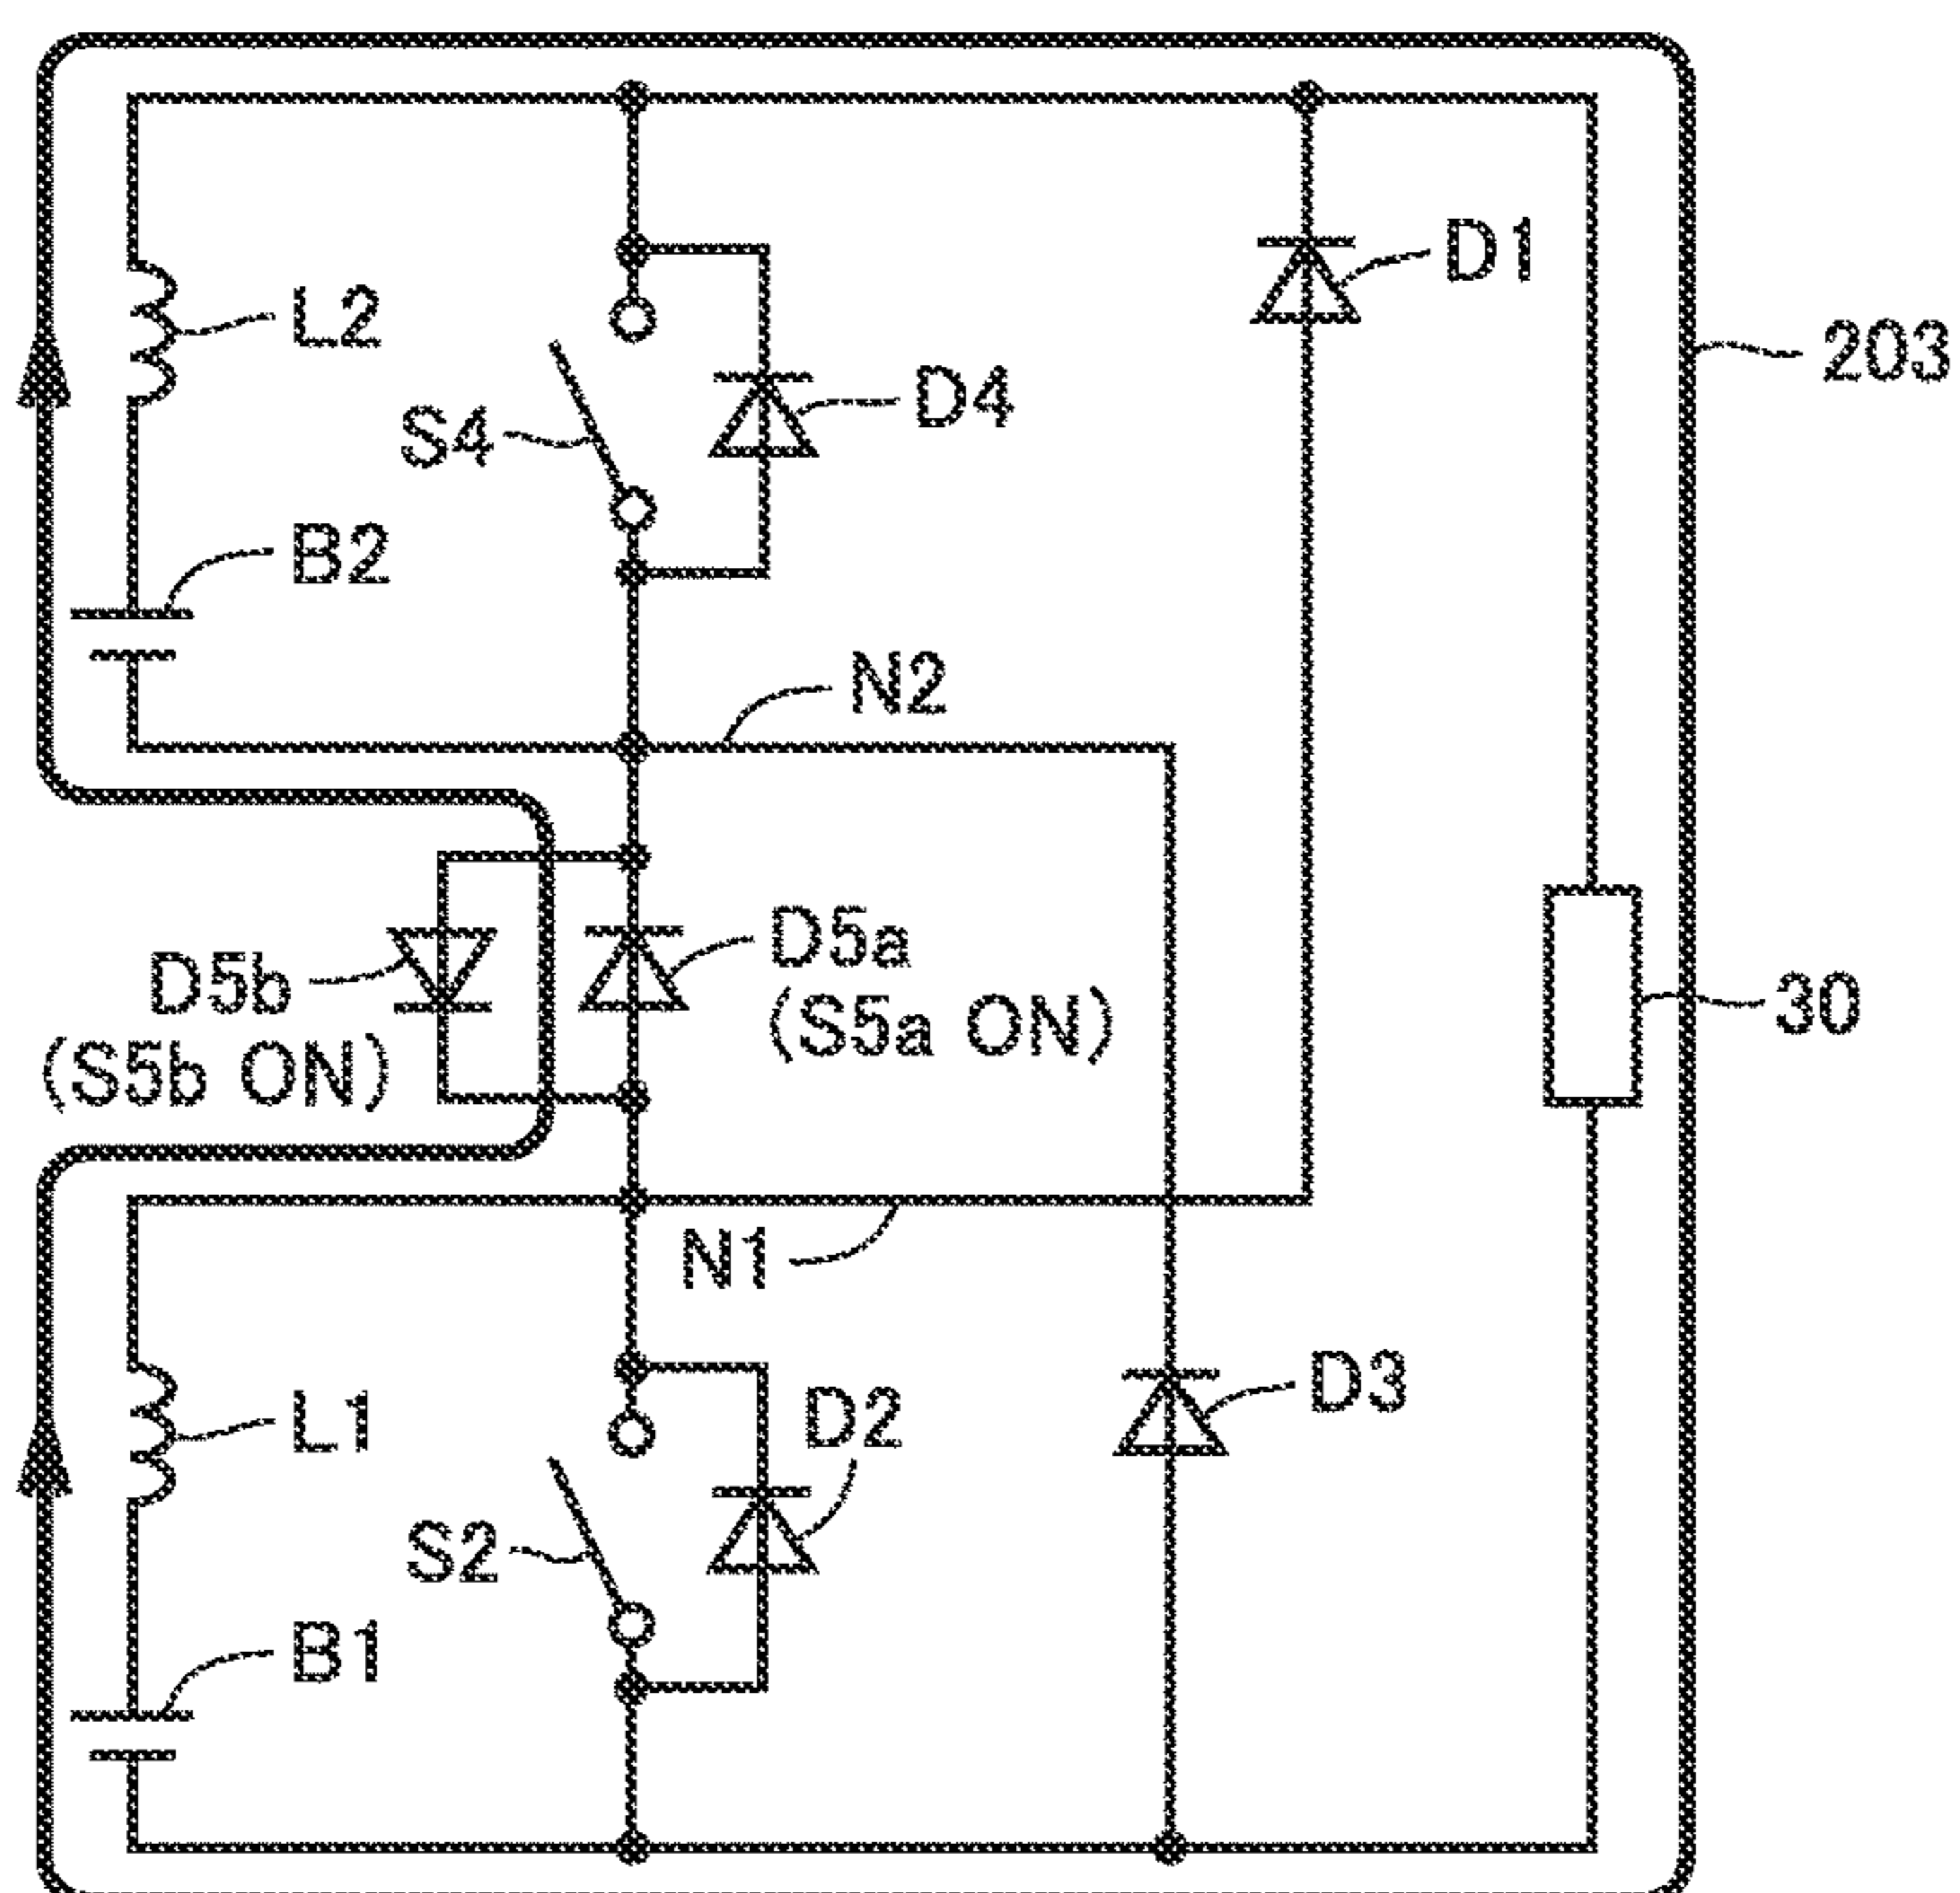 D1
L2
203
D4
S4
B2
N2
D5a
D5b
(S5a ON)
30
(S5b ON)
N1
D3
L1
D2
S2
B1